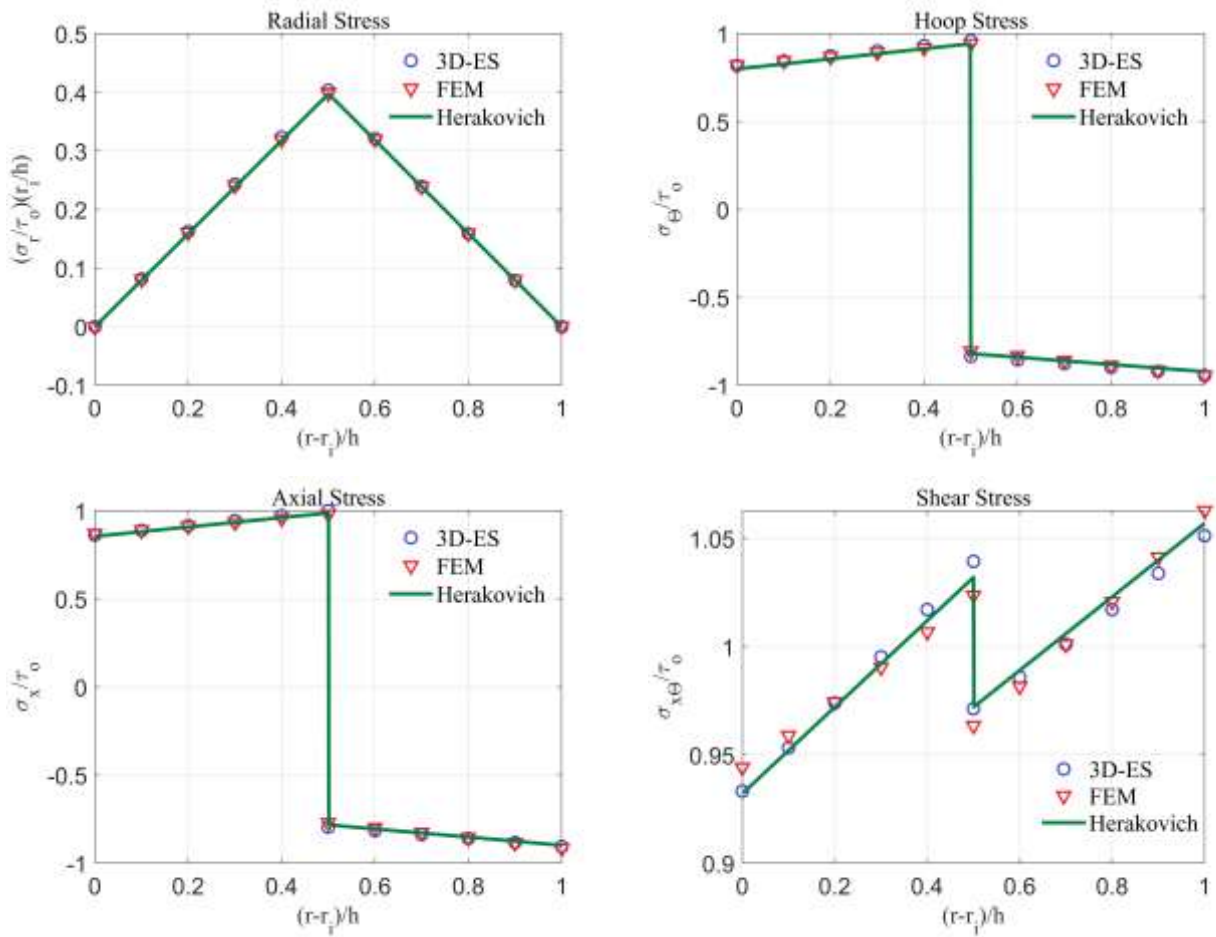 Radial Stress
0.5
0.4
0.3
0.2
0.1
0
-0.1
(σr/τo)(ri/h)
3D-ES
FEM
Herakovich
0 0.2 0.4 0.6 0.8 1
(r-ri)/h
Hoop Stress
1
0.5
0
-0.5
-1
σΘ/τo
3D-ES
FEM
Herakovich
0 0.2 0.4 0.6 0.8 1
(r-ri)/h
Axial Stress
1
0.5
0
-0.5
-1
σx/τo
3D-ES
FEM
Herakovich
0 0.2 0.4 0.6 0.8 1
(r-ri)/h
Shear Stress
1.05
1
0.95
0.9
σxΘ/τo
3D-ES
FEM
Herakovich
0 0.2 0.4 0.6 0.8 1
(r-ri)/h